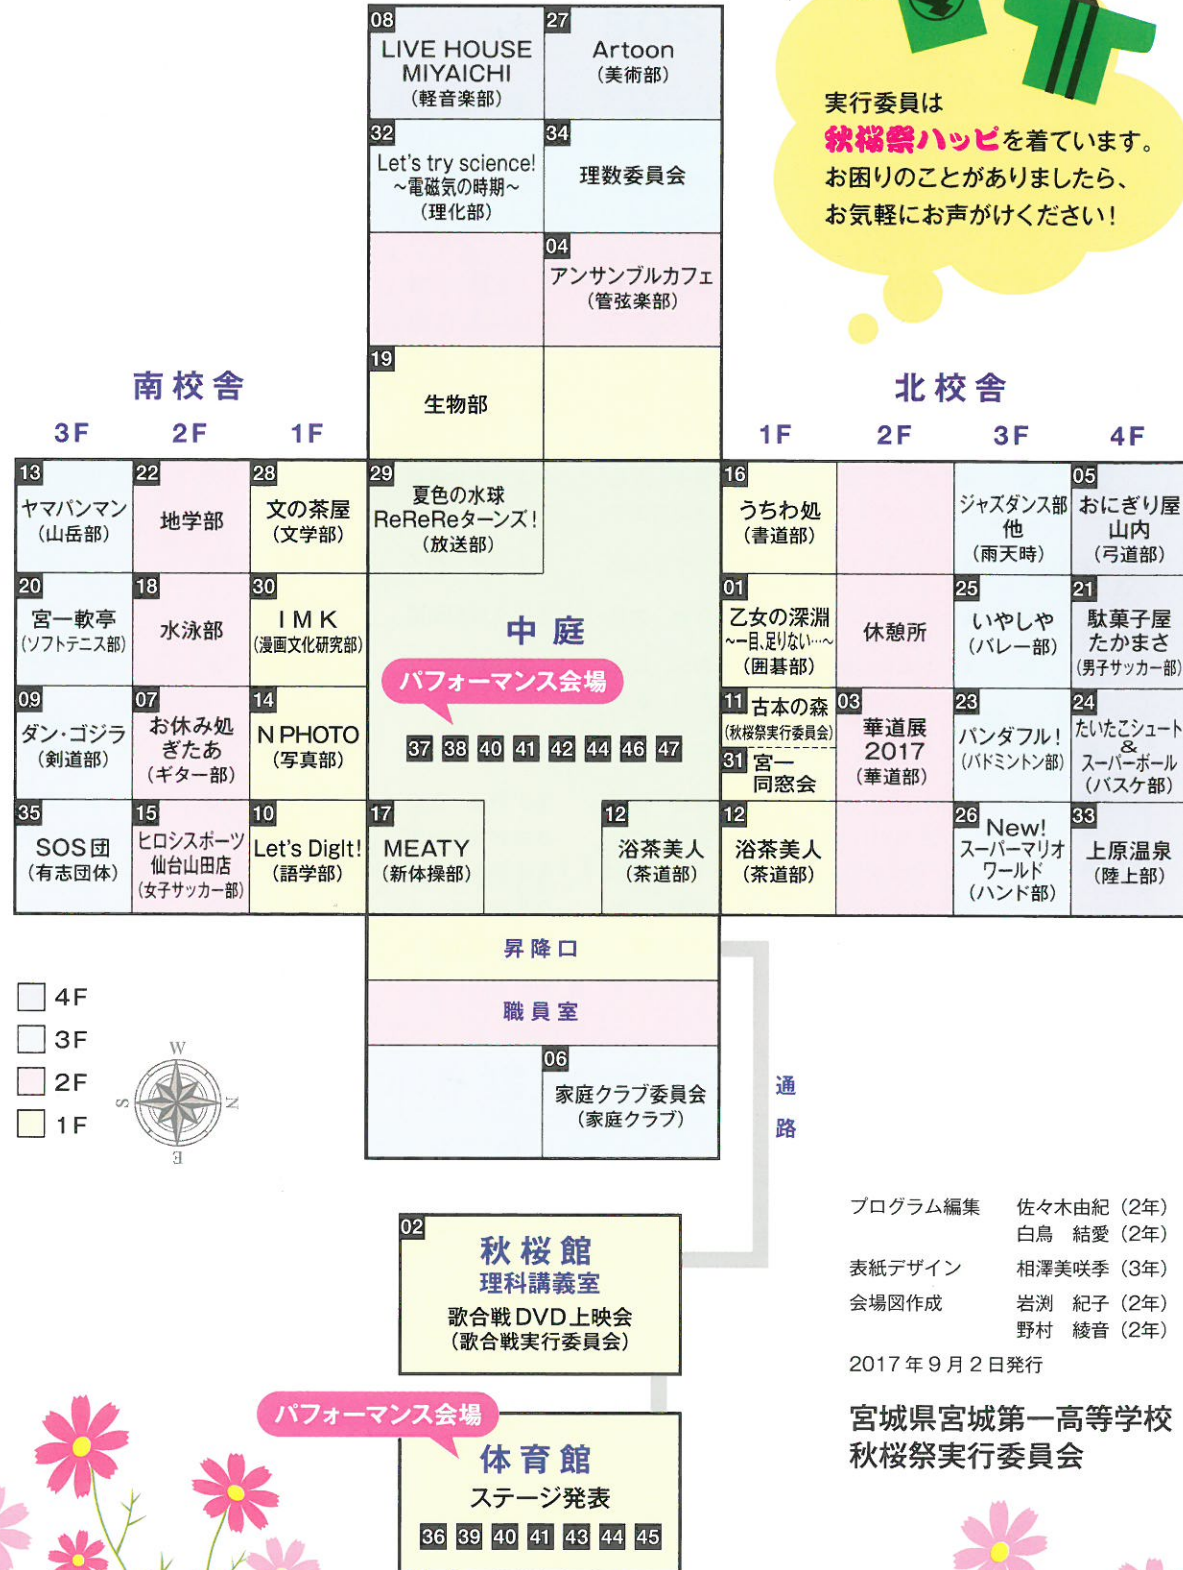 08
LIVE HOUSE
MIYAICHI
(軽音楽部)
27
Artoon
(美術部)
32
Let's try science!
～電磁気の時期～
(理化部)
34
理数委員会
04
アンサンブルカフェ
(管弦楽部)
19
生物部
実行委員は
秋桜祭ハッピを着ています。
お困りのことがありましたら、
お気軽にお声がけください!
南校舎
3F 2F 1F
北校舎
1F 2F 3F 4F
13
ヤマパンマン
(山岳部)
22
地学部
28
文の茶屋
(文学部)
29
夏色の水球
ReReReターンズ!
(放送部)
16
うちわ処
(書道部)
ジャズダンス部
他
(雨天時)
05
おにぎり屋
山内
(弓道部)
20
宮一軟亭
(ソフトテニス部)
18
水泳部
30
IMK
(漫画文化研究部)
中庭
パフォーマンス会場
37 38 40 41 42 44 46 47
01
乙女の深淵
～一目、足りない…～
(囲碁部)
休憩所
25
いやしや
(バレー部)
21
駄菓子屋
たかまさ
(男子サッカー部)
09
ダン・ゴジラ
(剣道部)
07
お休み処
ぎたあ
(ギター部)
14
N PHOTO
(写真部)
11 古本の森
(秋桜祭実行委員会)
31 宮一
同窓会
03
華道展
2017
(華道部)
23
パンダフル!
(バドミントン部)
24
たいたこシュート
&
スーパーボール
(バスケ部)
35
SOS団
(有志団体)
15
ヒロシスポーツ
仙台山田店
(女子サッカー部)
10
Let's DigIt!
(語学部)
17
MEATY
(新体操部)
12
浴茶美人
(茶道部)
12
浴茶美人
(茶道部)
26 New!
スーパーマリオ
ワールド
(ハンド部)
33
上原温泉
(陸上部)
昇降口
職員室
06
家庭クラブ委員会
(家庭クラブ)
通
路
4F
3F
2F
1F
W
S
N
E
02
秋桜館
理科講義室
歌合戦DVD上映会
(歌合戦実行委員会)
パフォーマンス会場
体育館
ステージ発表
36 39 40 41 43 44 45
プログラム編集 佐々木由紀(2年)
白鳥 結愛(2年)
表紙デザイン 相澤美咲季(3年)
会場図作成 岩渕 紀子(2年)
野村 綾音(2年)
2017年9月2日発行
宮城県宮城第一高等学校
秋桜祭実行委員会